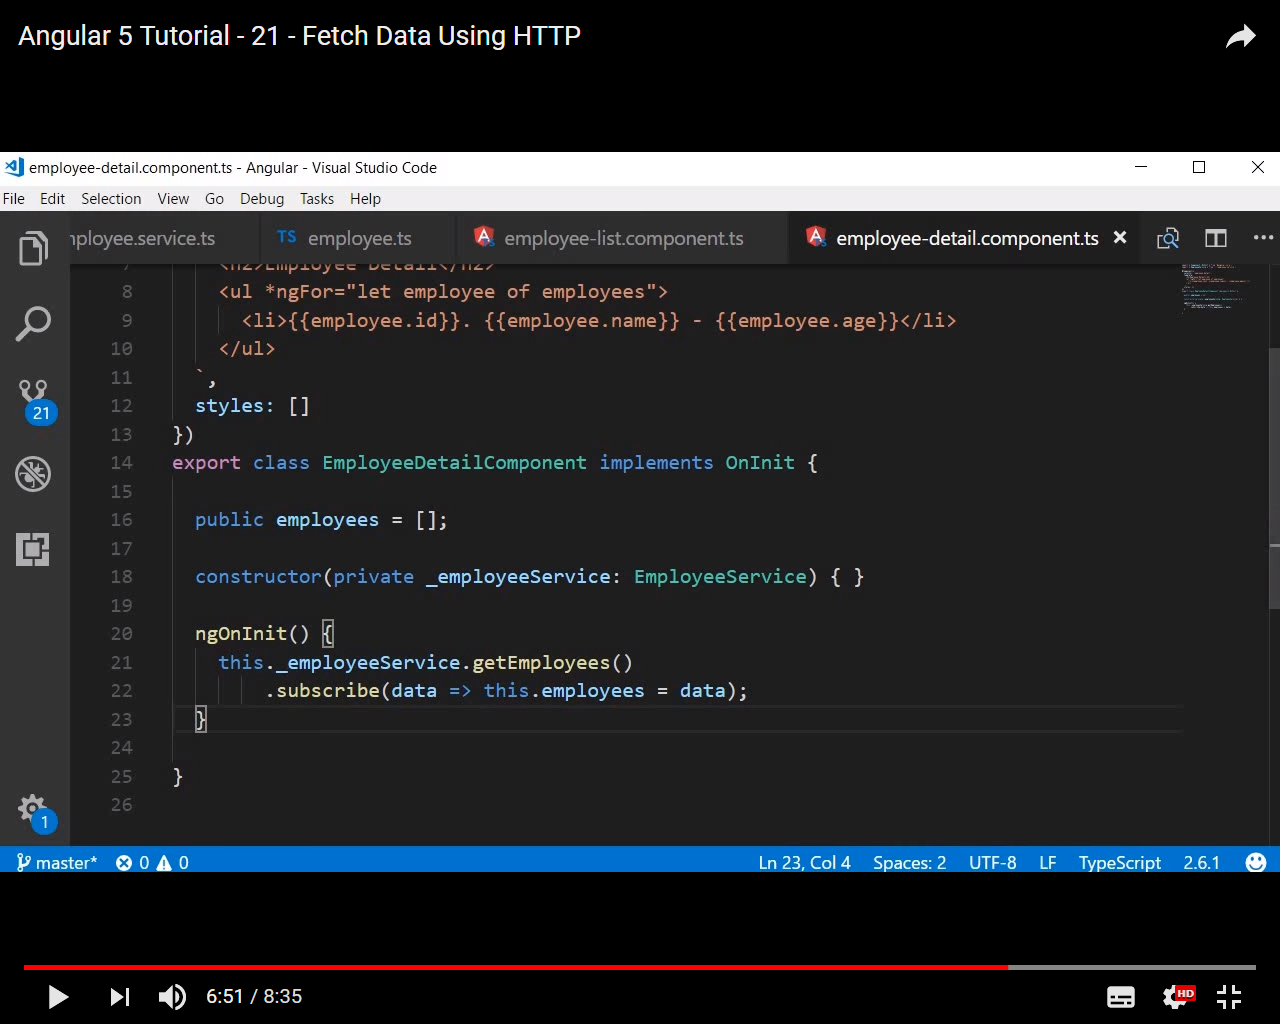 Angular 5 Tutorial - 21 - Fetch Data Using HTTP
employee-detail.component.ts - Angular - Visual Studio Code
File Edit Selection View Go Debug Tasks Help
ployee.service.ts TS employee.ts employee-list.component.ts employee-detail.component.ts
7 <h2>Employee Detail</h2>
8 <ul *ngFor="let employee of employees">
9 <li>{{employee.id}}. {{employee.name}} - {{employee.age}}</li>
10 </ul>
11 `,
12 styles: []
13 })
14 export class EmployeeDetailComponent implements OnInit {
15
16 public employees = [];
17
18 constructor(private _employeeService: EmployeeService) { }
19
20 ngOnInit() {
21 this._employeeService.getEmployees()
22 .subscribe(data => this.employees = data);
23 }
24
25 }
26
21
1
master* 0 0 Ln 23, Col 4 Spaces: 2 UTF-8 LF TypeScript 2.6.1
6:51 / 8:35 HD